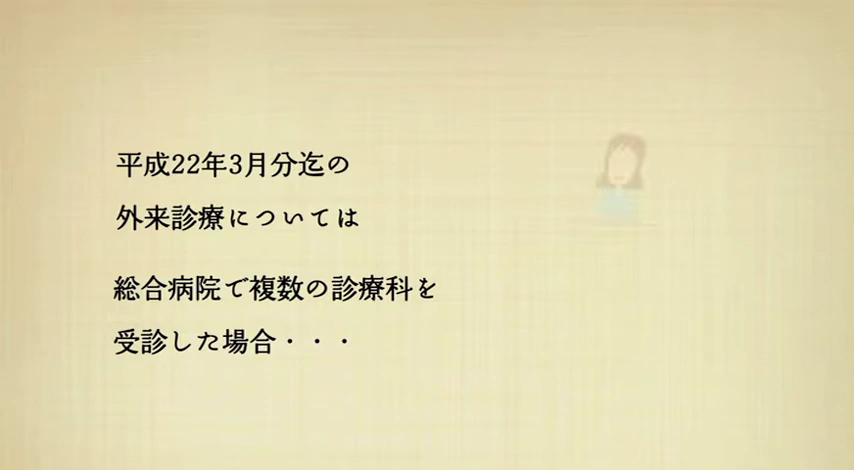 平成22年3月分迄の
外来診療については
総合病院で複数の診療科を
受診した場合・・・